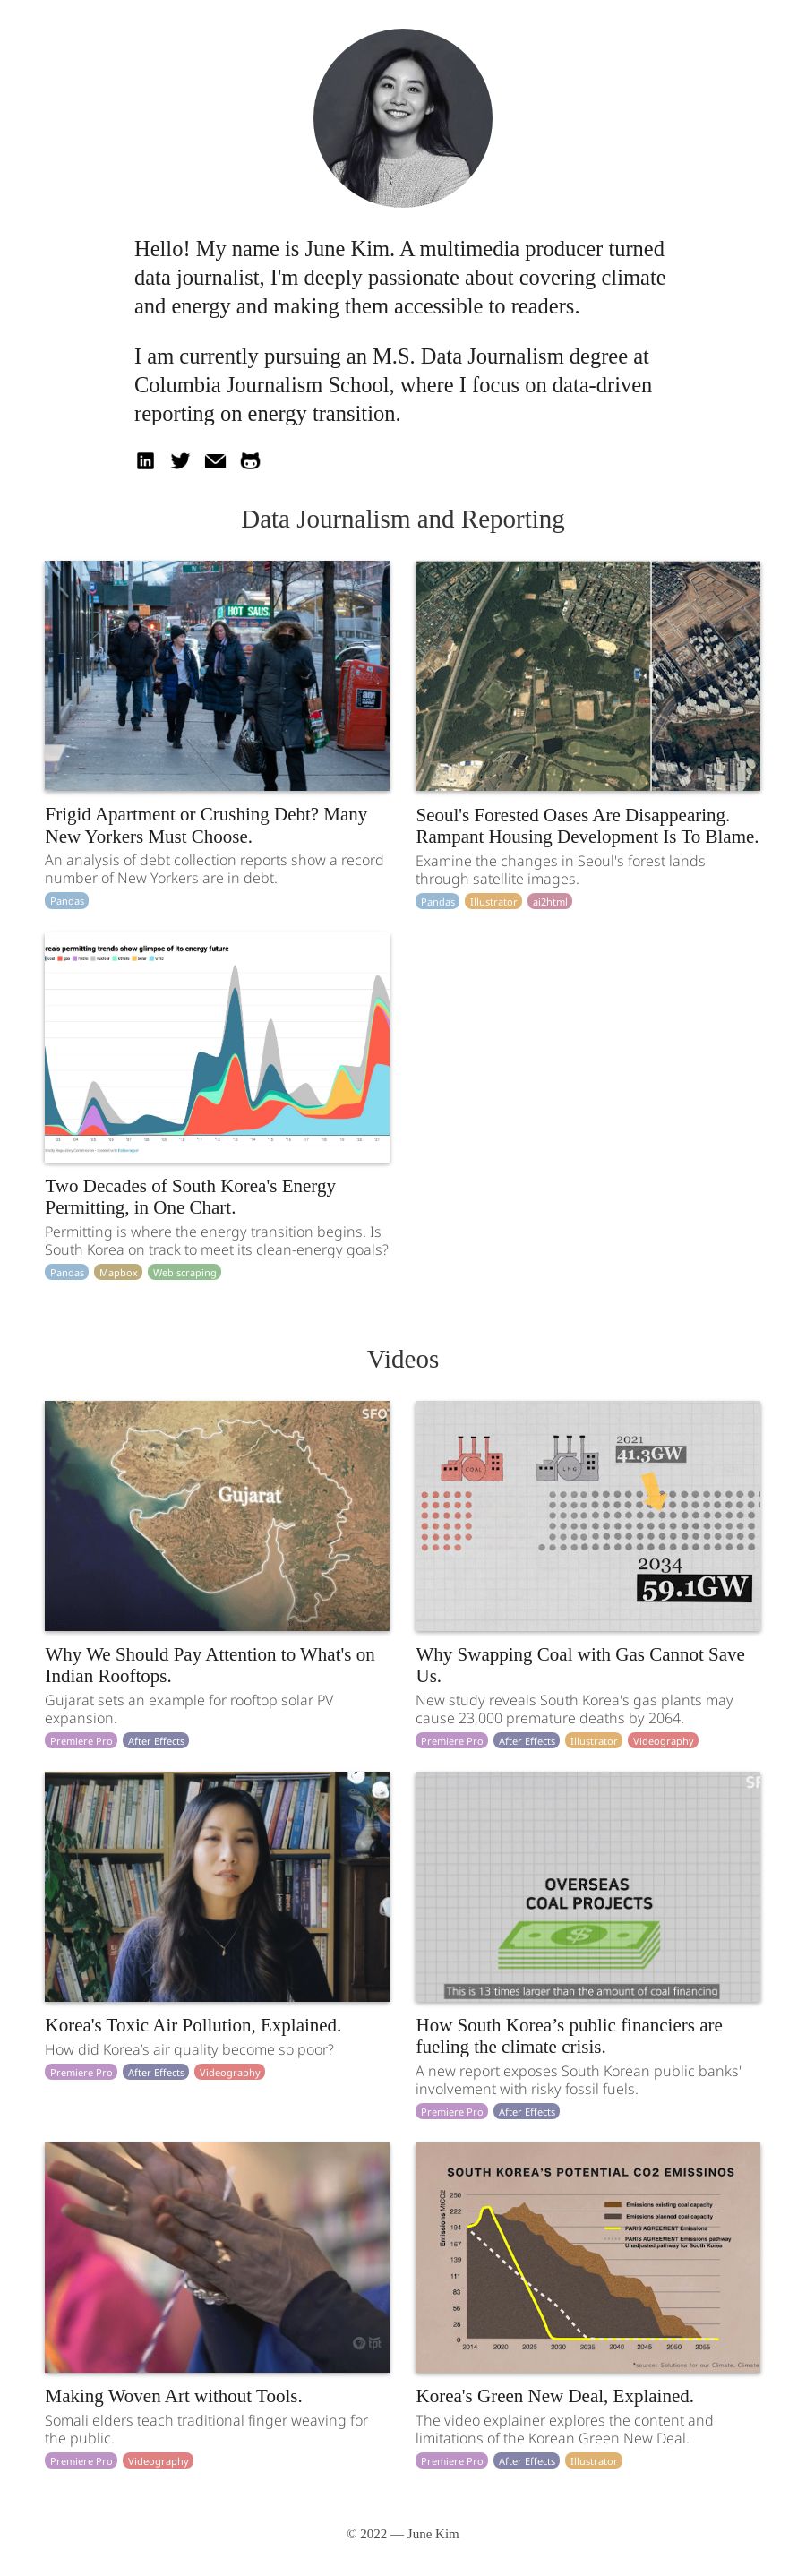 Hello! My name is June Kim. A multimedia producer turned
data journalist, I'm deeply passionate about covering climate
and energy and making them accessible to readers.
I am currently pursuing an M.S. Data Journalism degree at
Columbia Journalism School, where I focus on data-driven
reporting on energy transition.
Data Journalism and Reporting
HOT SAUS
Frigid Apartment or Crushing Debt? Many
New Yorkers Must Choose.
An analysis of debt collection reports show a record
number of New Yorkers are in debt.
Pandas
Seoul's Forested Oases Are Disappearing.
Rampant Housing Development Is To Blame.
Examine the changes in Seoul's forest lands
through satellite images.
Pandas Illustrator ai2html
rea's permitting trends show glimpse of its energy future
Two Decades of South Korea's Energy
Permitting, in One Chart.
Permitting is where the energy transition begins. Is
South Korea on track to meet its clean-energy goals?
Pandas Mapbox Web scraping
Videos
SFO
Gujarat
Why We Should Pay Attention to What's on
Indian Rooftops.
Gujarat sets an example for rooftop solar PV
expansion.
Premiere Pro After Effects
2021
41.3GW
COAL LNG
2034
59.1GW
Why Swapping Coal with Gas Cannot Save
Us.
New study reveals South Korea's gas plants may
cause 23,000 premature deaths by 2064.
Premiere Pro After Effects Illustrator Videography
Korea's Toxic Air Pollution, Explained.
How did Korea's air quality become so poor?
Premiere Pro After Effects Videography
OVERSEAS
COAL PROJECTS
This is 13 times larger than the amount of coal financing
How South Korea’s public financiers are
fueling the climate crisis.
A new report exposes South Korean public banks'
involvement with risky fossil fuels.
Premiere Pro After Effects
tpt
Making Woven Art without Tools.
Somali elders teach traditional finger weaving for
the public.
Premiere Pro Videography
SOUTH KOREA'S POTENTIAL CO2 EMISSINOS
Emissions MtCO2
250
222
194
167
139
111
83
56
28
0
2014 2020 2025 2030 2035 2040 2045 2050 2055
Emissions existing coal capacity
Emissions planned coal capacity
PARIS AGREEMENT Emissions
PARIS AGREEMENT Emissions pathway
Unadjusted pathway for South Korea
*source: Solutions for our Climate, Climate
Korea's Green New Deal, Explained.
The video explainer explores the content and
limitations of the Korean Green New Deal.
Premiere Pro After Effects Illustrator
© 2022 — June Kim